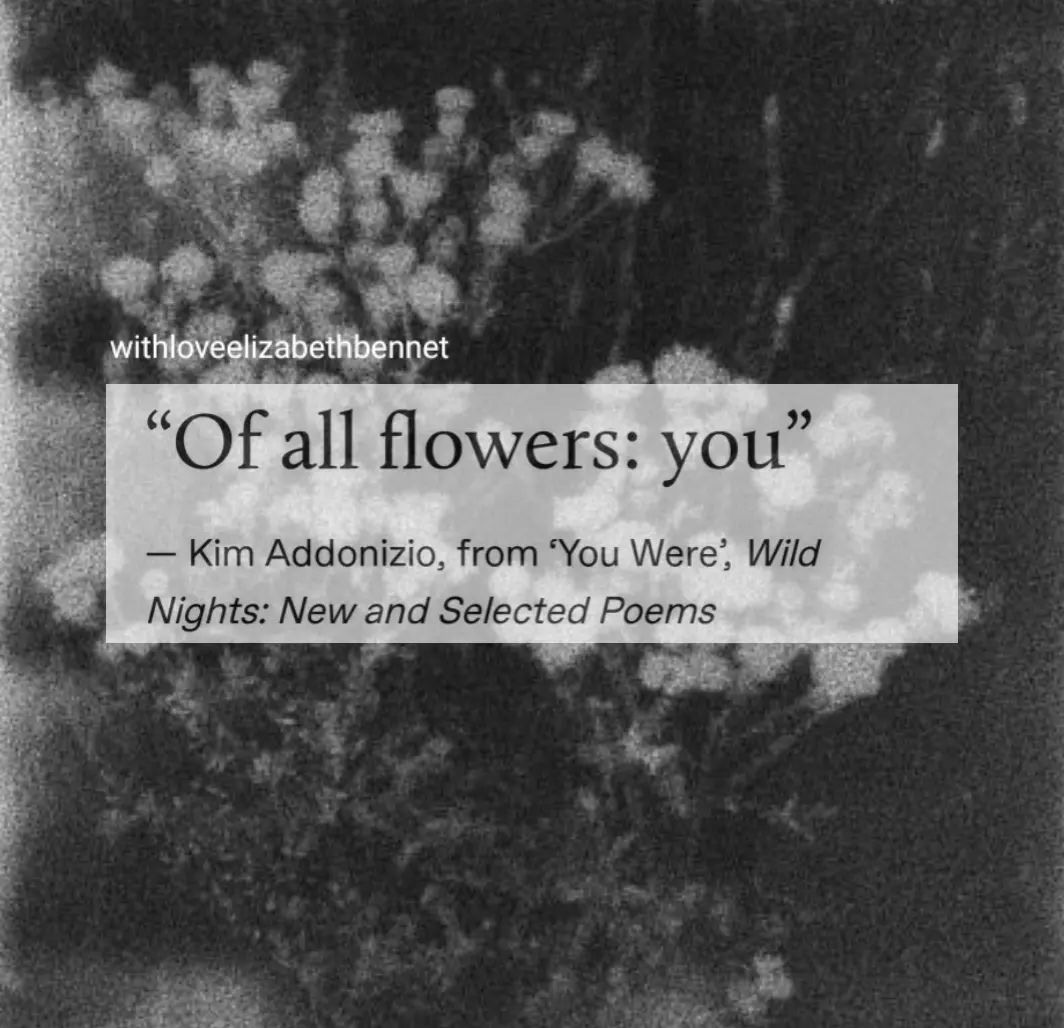 withloveelizabethbennet
“Of all flowers: you”
— Kim Addonizio, from ‘You Were’, Wild
Nights: New and Selected Poems